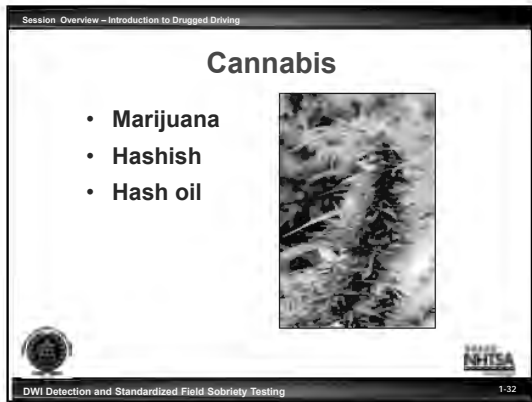 Session Overview – Introduction to Drugged Driving
Cannabis
• Marijuana
• Hashish
• Hash oil
NHTSA
DWI Detection and Standardized Field Sobriety Testing
1-32